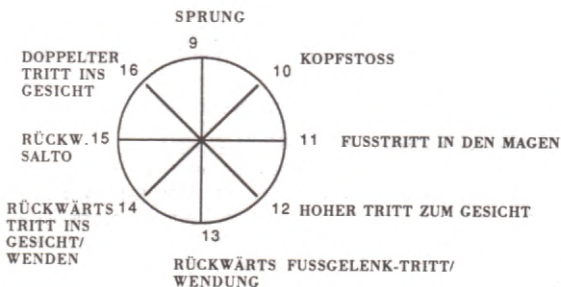 SPRUNG
9
DOPPELTER
TRITT INS
GESICHT
16
10
KOPFSTOSS
RÜCKW.
SALTO
15
11
FUSSTRITT IN DEN MAGEN
RÜCKWÄRTS
TRITT INS
GESICHT/
WENDEN
14
12
HOHER TRITT ZUM GESICHT
13
RÜCKWÄRTS FUSSGELENK-TRITT/
WENDUNG